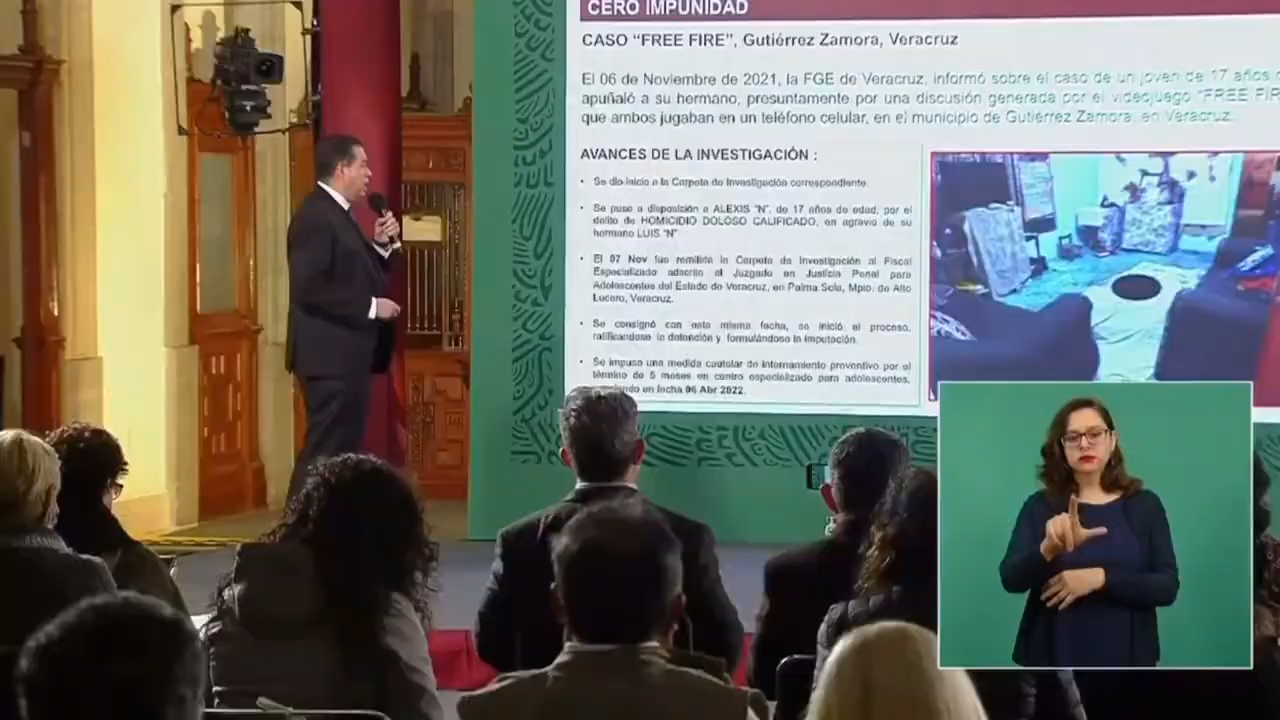 CERO IMPUNIDAD
CASO "FREE FIRE", Gutiérrez Zamora, Veracruz
El 06 de Noviembre de 2021, la FGE de Veracruz, informó sobre el caso de un joven de 17 años
apuñaló a su hermano, presuntamente por una discusión generada por el videojuego "FREE FIR
que ambos jugaban en un teléfono celular, en el municipio de Gutiérrez Zamora, en Veracruz.
AVANCES DE LA INVESTIGACIÓN :
• Se dio inicio a la Carpeta de Investigación correspondiente.
• Se puso a disposición a ALEXIS "N", de 17 años de edad, por el
delito de HOMICIDIO DOLOSO CALIFICADO, en agravio de su
hermano LUIS "N"
• El 07 Nov fue remitida la Carpeta de Investigación al Fiscal
Especializado adscrito al Juzgado en Justicia Penal para
Adolescentes del Estado de Veracruz, en Palma Sola, Mpio. de Alto
Lucero, Veracruz.
• Se consignó con esta misma fecha, se inició el proceso,
ratificándose la detención y formulándose la imputación.
• Se impuso una medida cautelar de internamiento preventivo por el
término de 5 meses en centro especializado para adolescentes,
en fecha 06 Abr 2022.